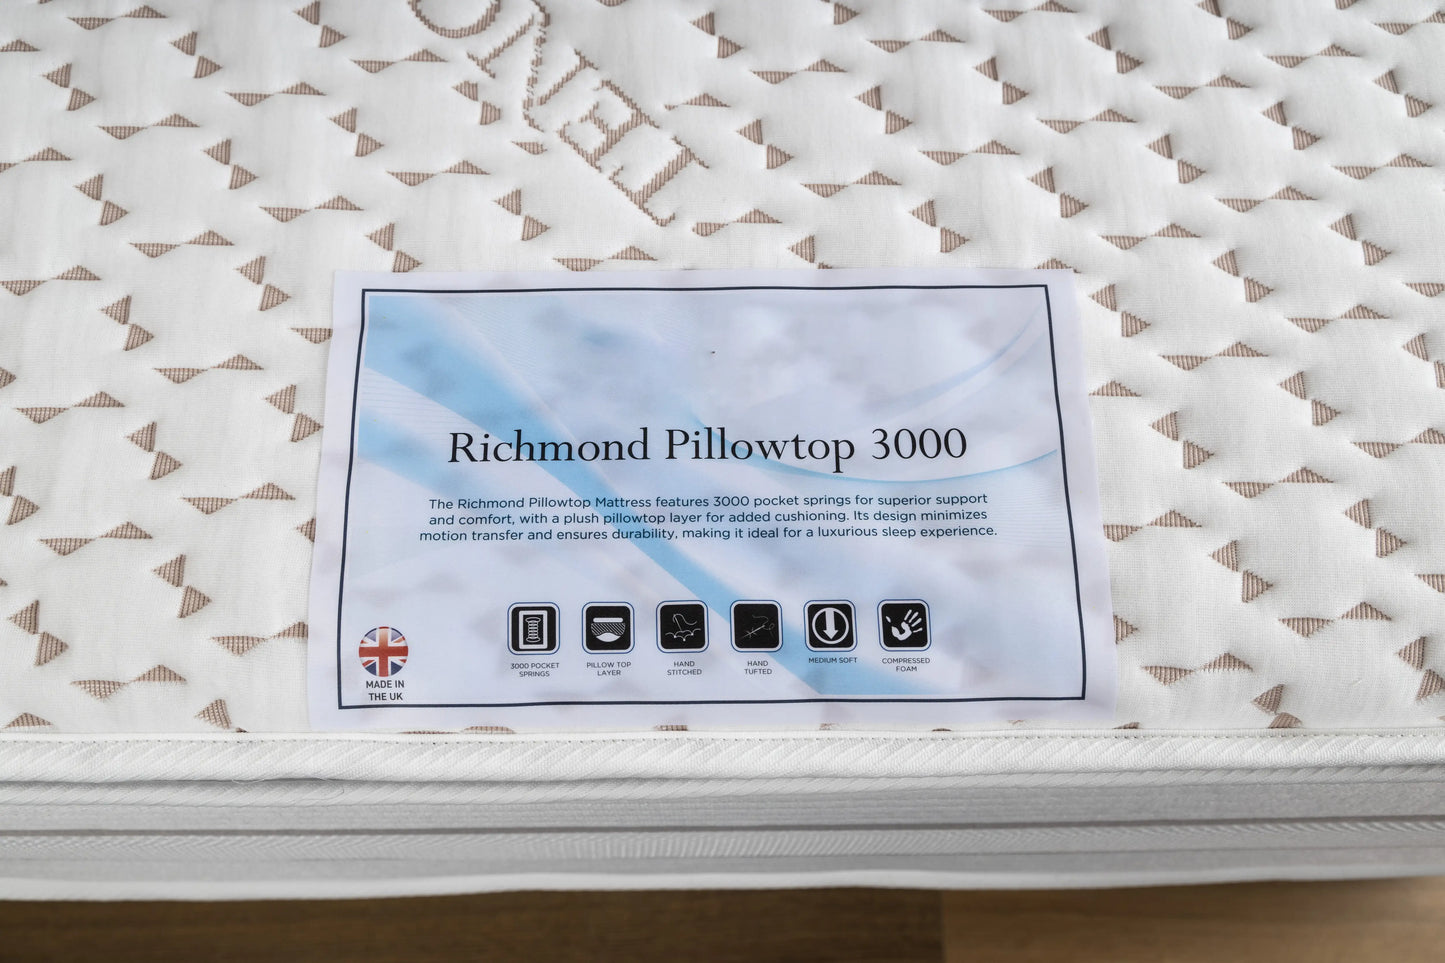 TENO
Richmond Pillowtop 3000
The Richmond Pillowtop Mattress features 3000 pocket springs for superior support
and comfort, with a plush pillowtop layer for added cushioning. Its design minimizes
motion transfer and ensures durability, making it ideal for a luxurious sleep experience.
3000 POCKET
SPRINGS
PILLOW TOP
LAYER
HAND
STITCHED
HAND
TUFTED
MEDIUM SOFT
COMPRESSED
FOAM
MADE IN
THE UK